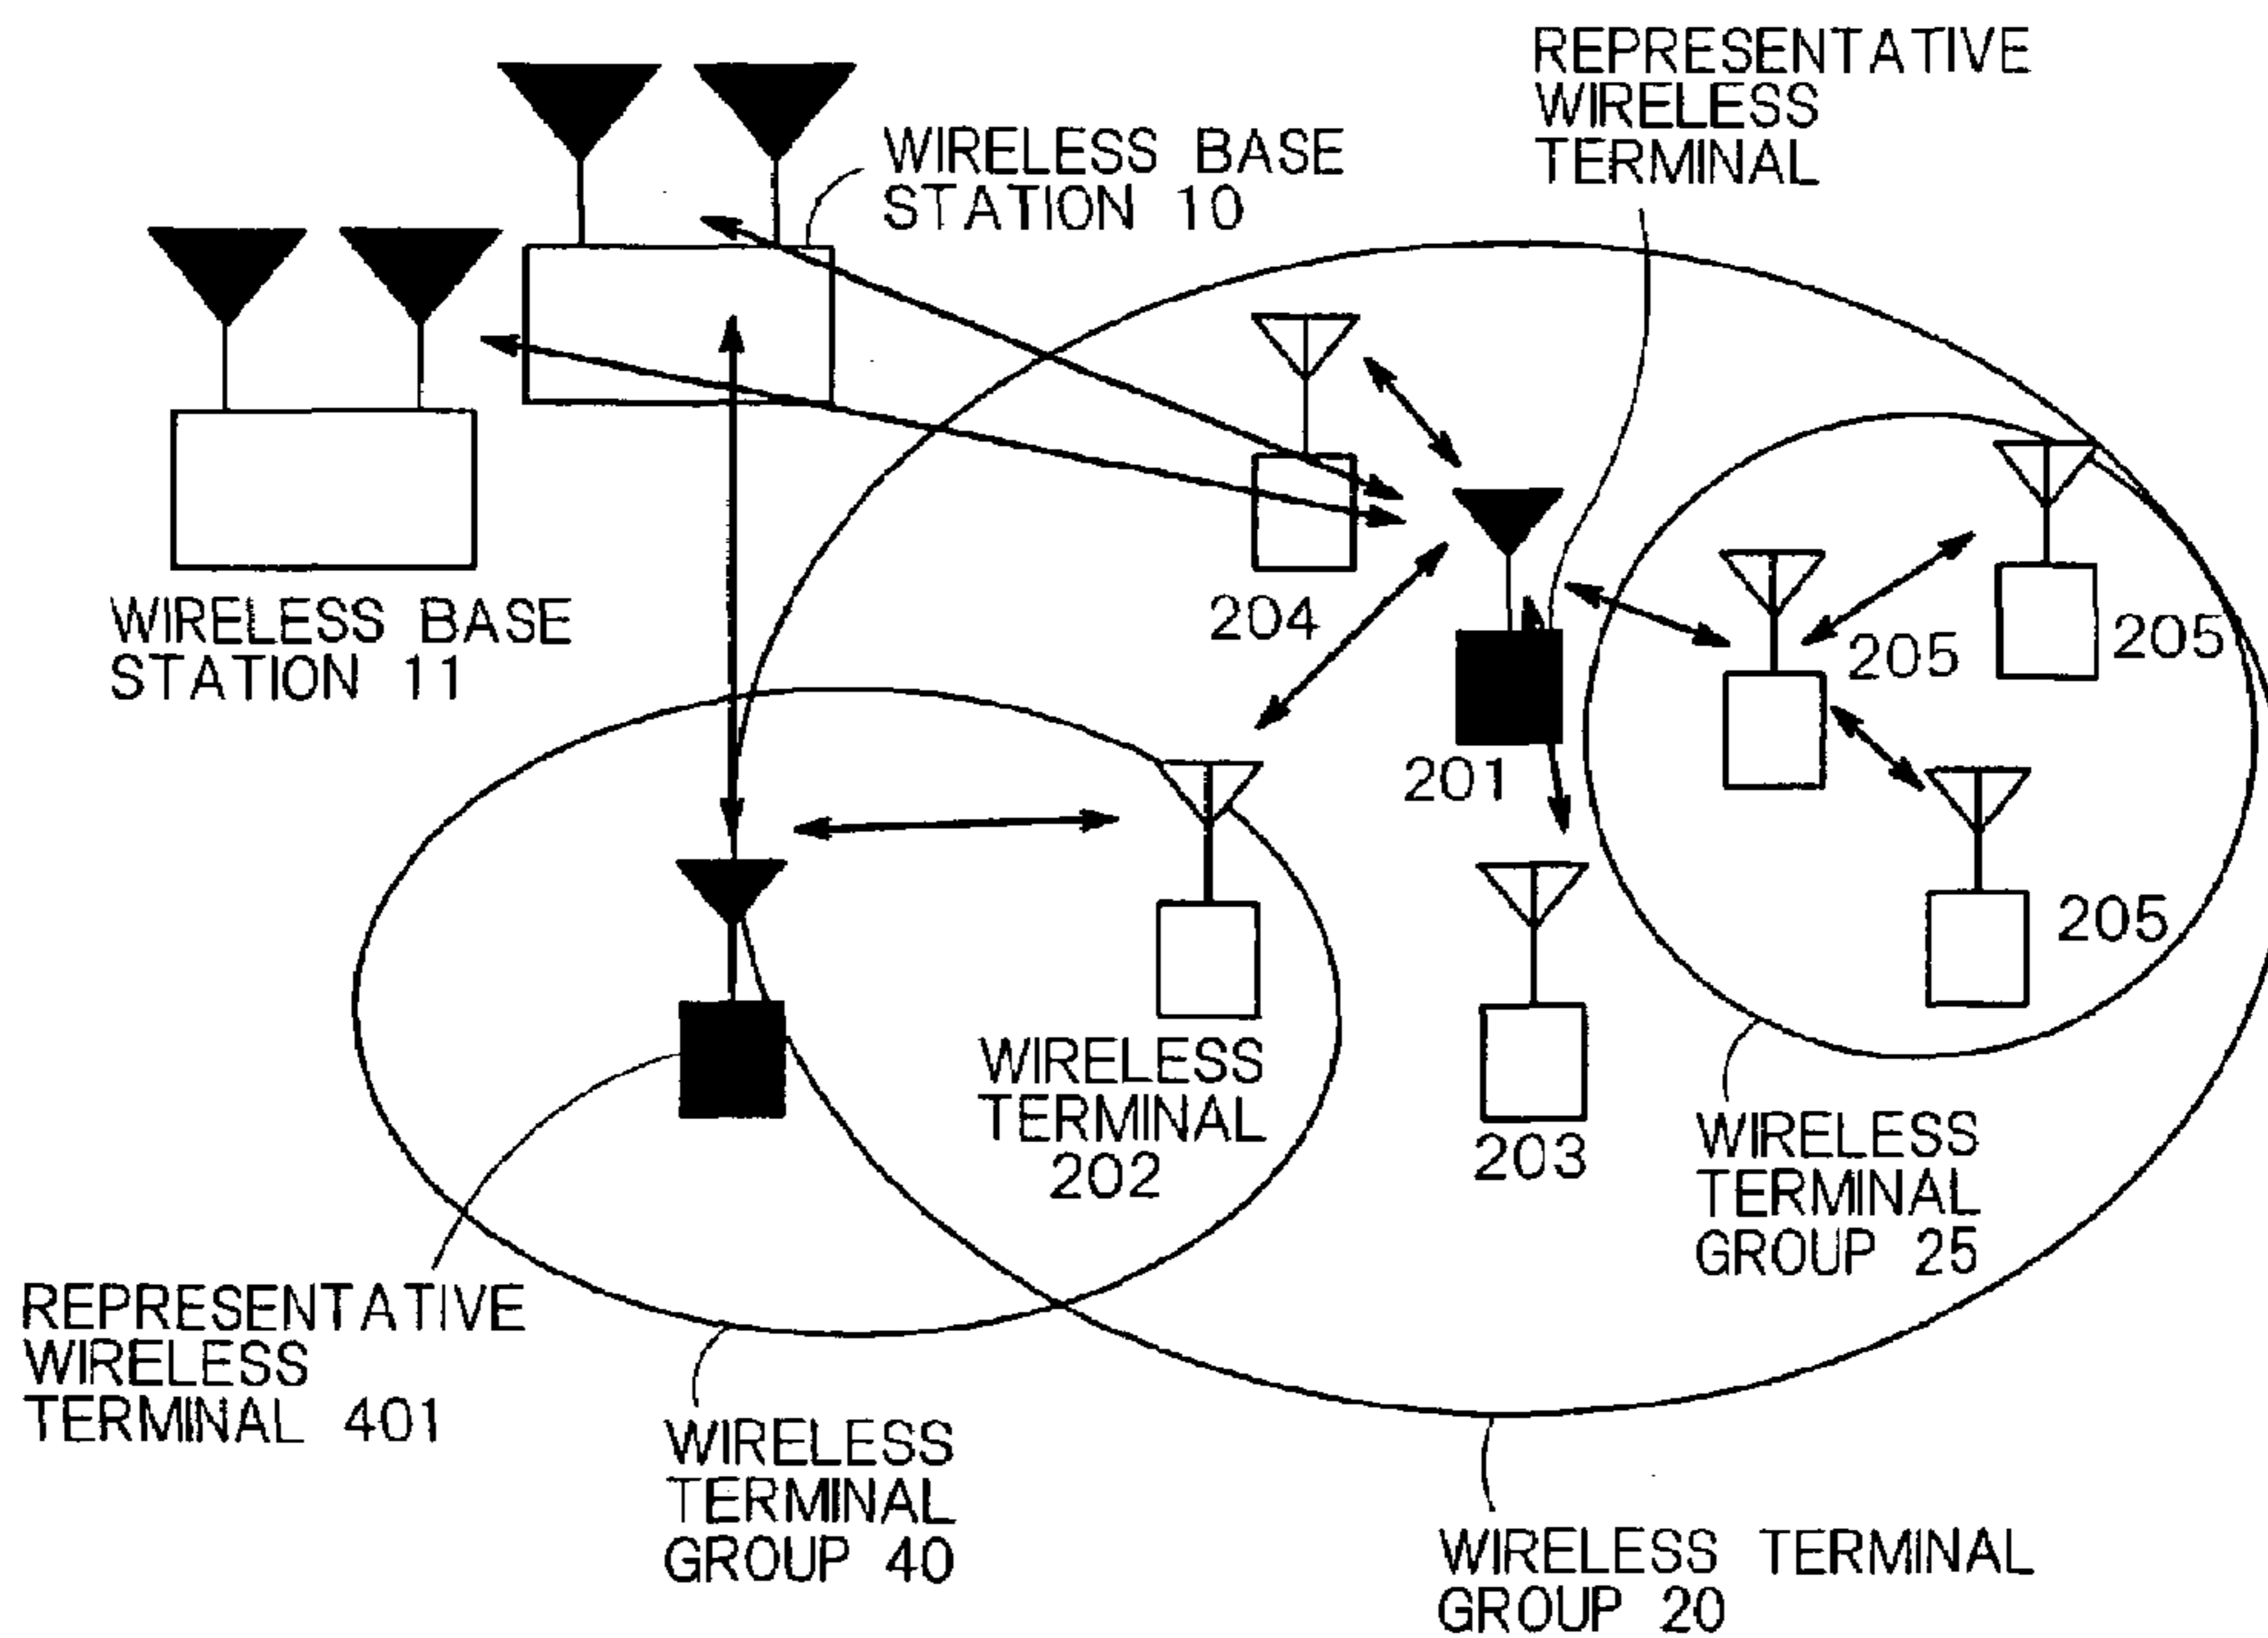 REPRESENTATIVE
WIRELESS
TERMINAL
WIRELESS BASE
STATION 10
WIRELESS BASE
STATION 11
204
205
205
201
205
WIRELESS
TERMINAL
202
203
WIRELESS
TERMINAL
GROUP 25
REPRESENTATIVE
WIRELESS
TERMINAL 401
WIRELESS
TERMINAL
GROUP 40
WIRELESS TERMINAL
GROUP 20